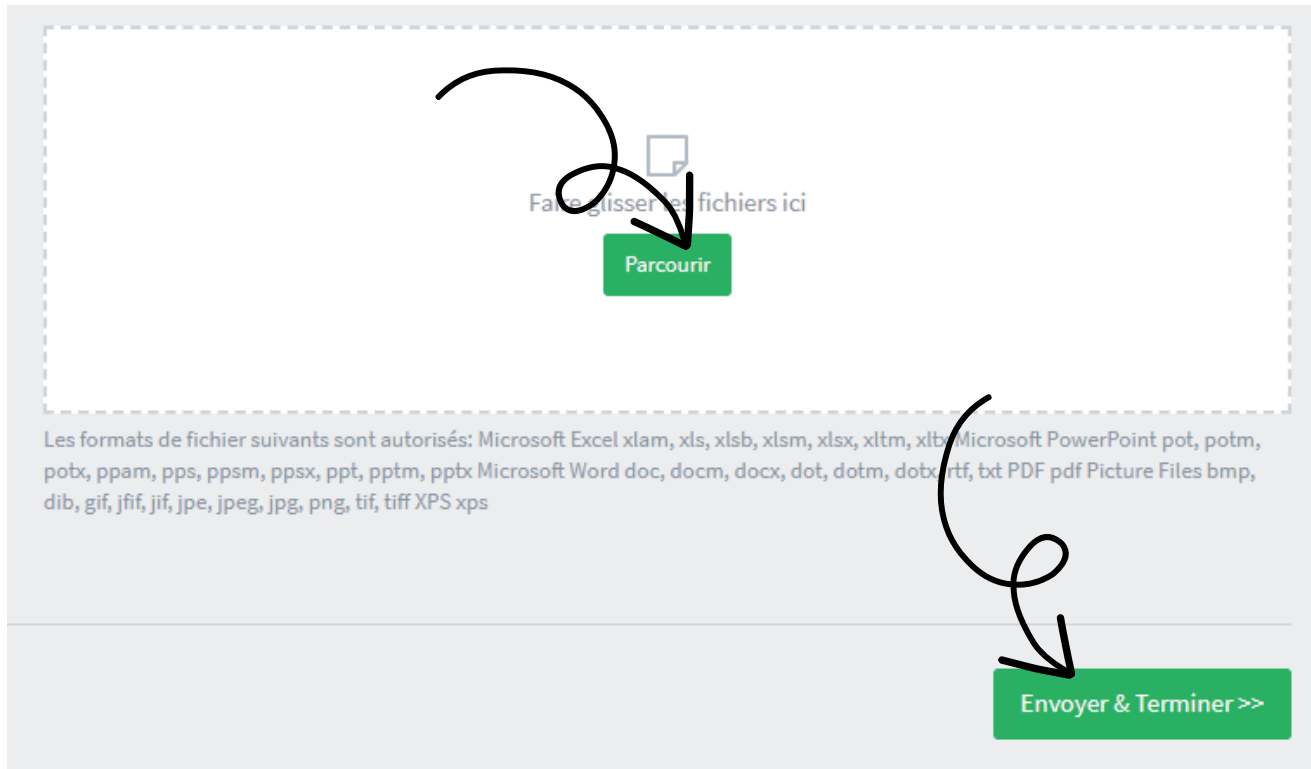 Faire glisser les fichiers ici
Parcourir
Les formats de fichier suivants sont autorisés: Microsoft Excel xlam, xls, xlsb, xlsm, xlsx, xltm, xltx Microsoft PowerPoint pot, potm,
potx, ppam, pps, ppsm, ppsx, ppt, pptm, pptx Microsoft Word doc, docm, docx, dot, dotm, dotx, rtf, txt PDF pdf Picture Files bmp,
dib, gif, jfif, jif, jpe, jpeg, jpg, png, tif, tiff XPS xps
Envoyer & Terminer >>